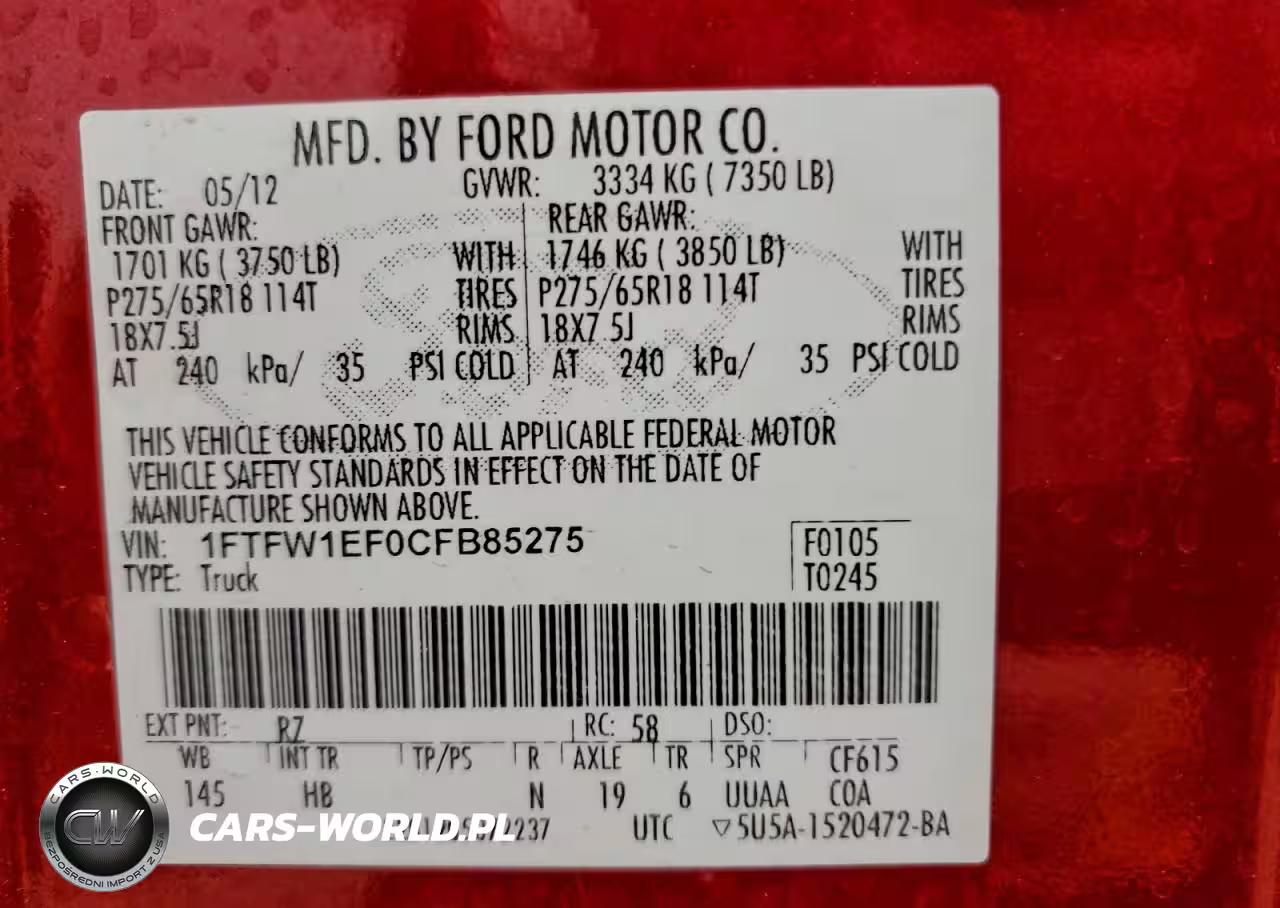 MFD. BY FORD MOTOR CO.
DATE: 05/12 GVWR: 3334 KG ( 7350 LB)
FRONT GAWR: REAR GAWR:
1701 KG ( 3750 LB) WITH 1746 KG ( 3850 LB) WITH
P275/65R18 114T TIRES P275/65R18 114T TIRES
18X7.5J RIMS 18X7.5J RIMS
AT 240 kPa/ 35 PSI COLD AT 240 kPa/ 35 PSI COLD
THIS VEHICLE CONFORMS TO ALL APPLICABLE FEDERAL MOTOR
VEHICLE SAFETY STANDARDS IN EFFECT ON THE DATE OF
MANUFACTURE SHOWN ABOVE.
VIN: 1FTFW1EF0CFB85275 F0105
TYPE: Truck T0245
EXT PNT: RZ RC: 58 DSO:
WB INT TR TP/PS R AXLE TR SPR CF615
145 HB N 19 6 UUAA COA
UTC ▽5U5A-1520472-BA
CARS-WORLD.PL
CARS-WORLD
CW
BEZPOŚREDNI IMPORT Z USA